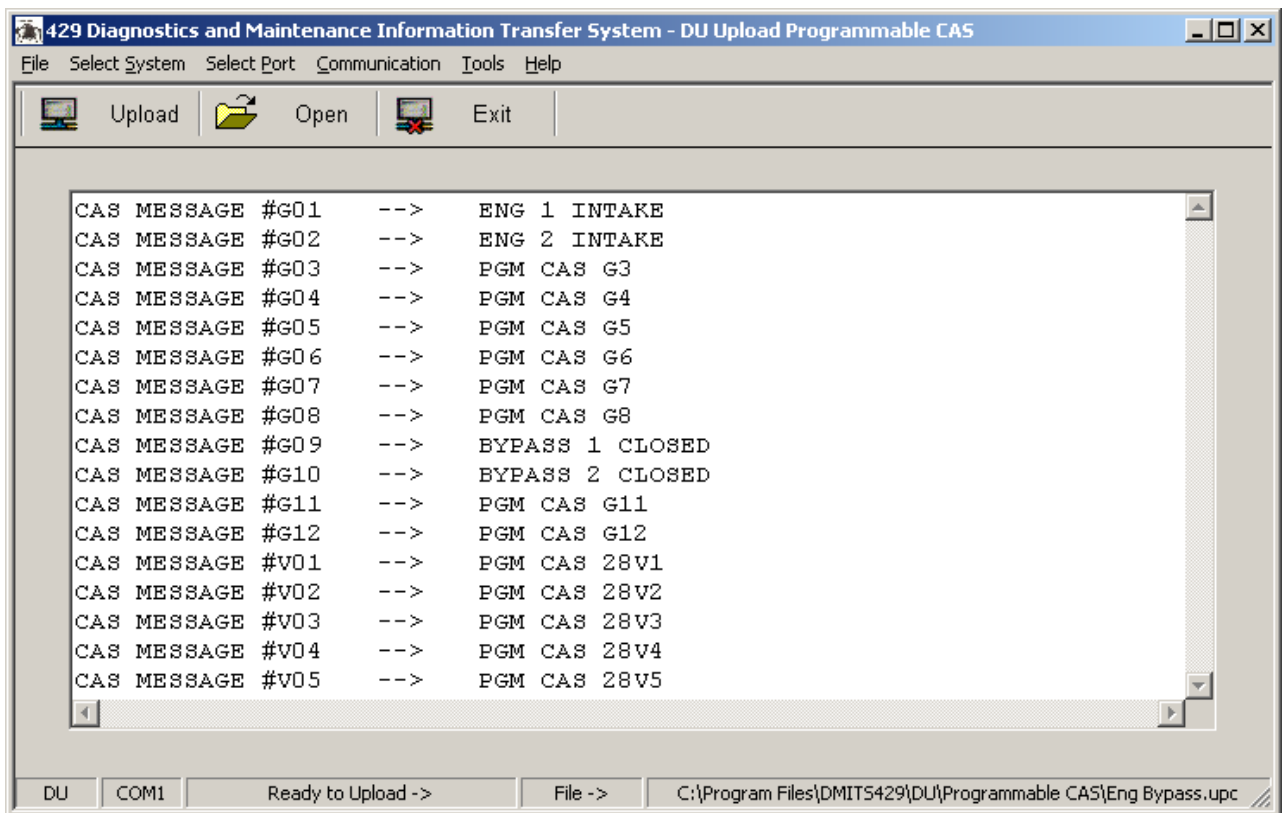 429 Diagnostics and Maintenance Information Transfer System - DU Upload Programmable CAS
File Select System Select Port Communication Tools Help
Upload Open Exit
CAS MESSAGE #G01 --> ENG 1 INTAKE
CAS MESSAGE #G02 --> ENG 2 INTAKE
CAS MESSAGE #G03 --> PGM CAS G3
CAS MESSAGE #G04 --> PGM CAS G4
CAS MESSAGE #G05 --> PGM CAS G5
CAS MESSAGE #G06 --> PGM CAS G6
CAS MESSAGE #G07 --> PGM CAS G7
CAS MESSAGE #G08 --> PGM CAS G8
CAS MESSAGE #G09 --> BYPASS 1 CLOSED
CAS MESSAGE #G10 --> BYPASS 2 CLOSED
CAS MESSAGE #G11 --> PGM CAS G11
CAS MESSAGE #G12 --> PGM CAS G12
CAS MESSAGE #V01 --> PGM CAS 28V1
CAS MESSAGE #V02 --> PGM CAS 28V2
CAS MESSAGE #V03 --> PGM CAS 28V3
CAS MESSAGE #V04 --> PGM CAS 28V4
CAS MESSAGE #V05 --> PGM CAS 28V5
DU COM1 Ready to Upload -> File -> C:\Program Files\DMITS429\DU\Programmable CAS\Eng Bypass.upc